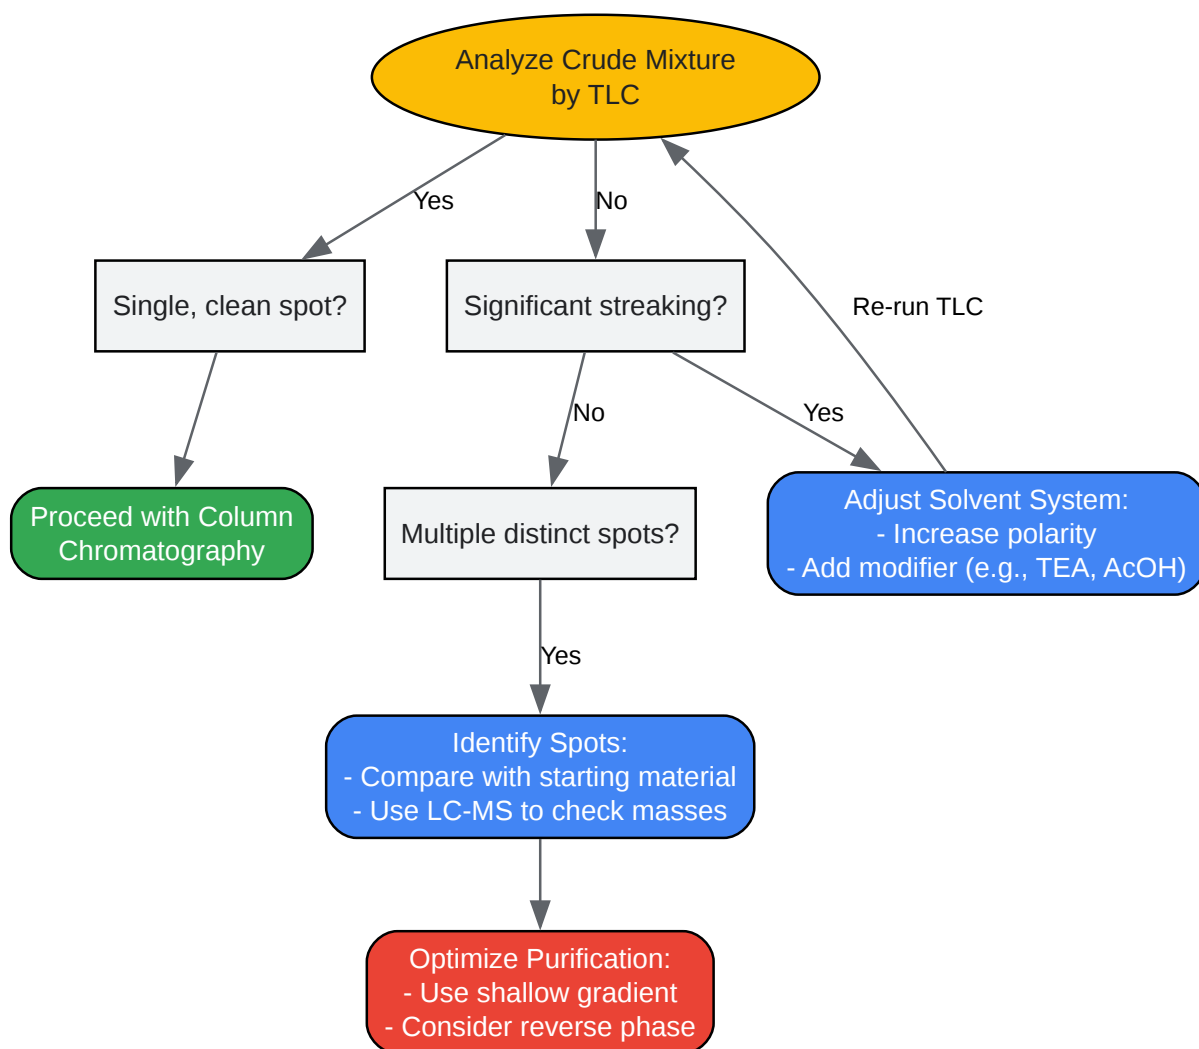 Analyze Crude Mixture
by TLC
Yes
No
Single, clean spot?
Significant streaking?
Re-run TLC
No
Yes
Proceed with Column
Chromatography
Multiple distinct spots?
Adjust Solvent System:
- Increase polarity
- Add modifier (e.g., TEA, AcOH)
Yes
Identify Spots:
- Compare with starting material
- Use LC-MS to check masses
Optimize Purification:
- Use shallow gradient
- Consider reverse phase